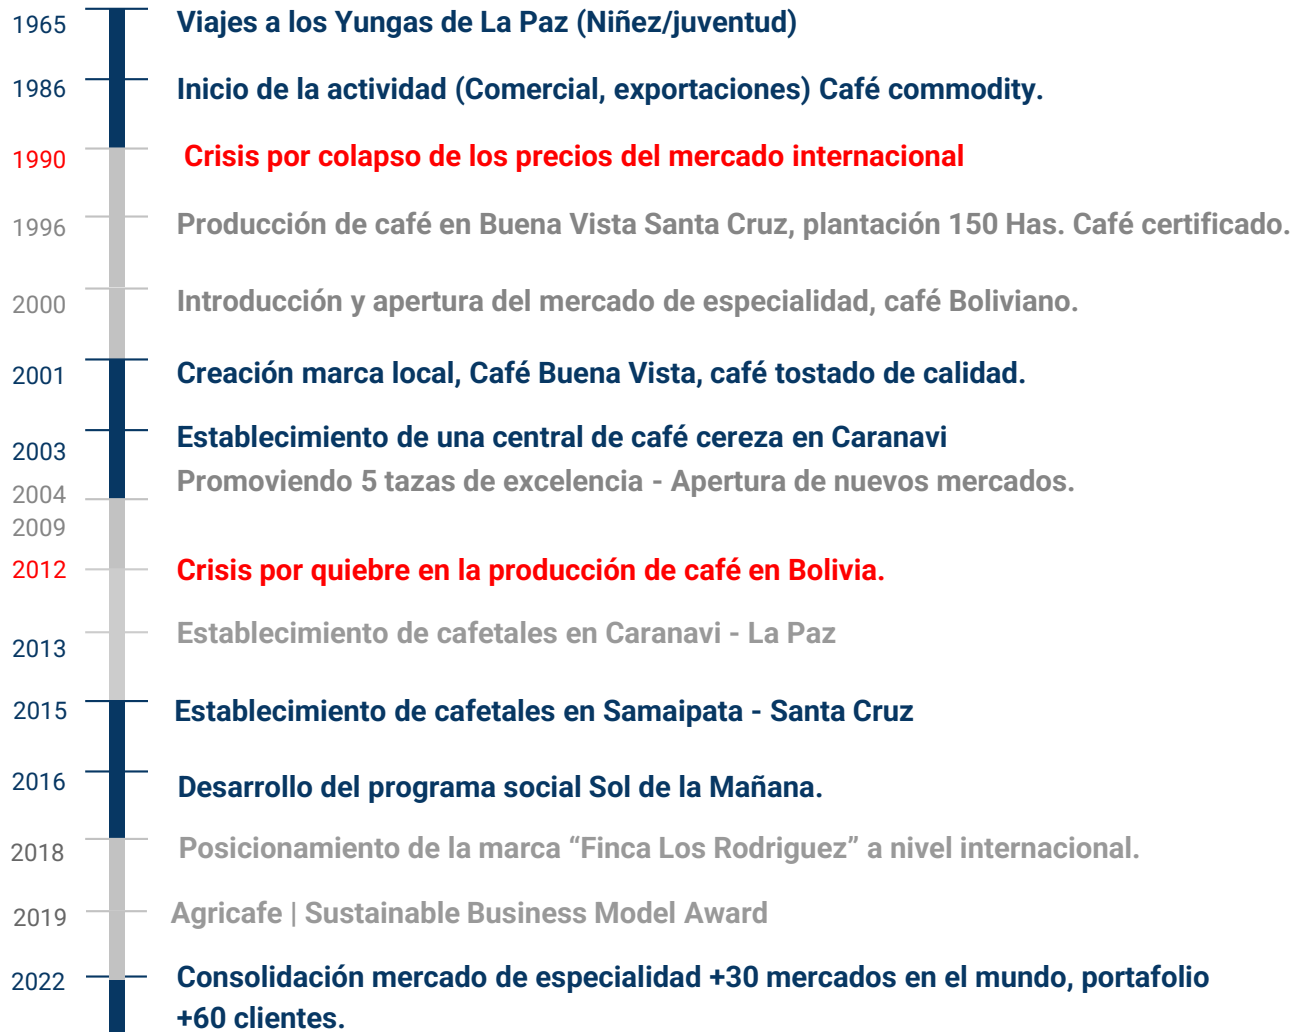 1965 Viajes a los Yungas de La Paz (Niñez/juventud)
1986 Inicio de la actividad (Comercial, exportaciones) Café commodity.
1990 Crisis por colapso de los precios del mercado internacional
1996 Producción de café en Buena Vista Santa Cruz, plantación 150 Has. Café certificado.
2000 Introducción y apertura del mercado de especialidad, café Boliviano.
2001 Creación marca local, Café Buena Vista, café tostado de calidad.
2003 Establecimiento de una central de café cereza en Caranavi
2004 Promoviendo 5 tazas de excelencia - Apertura de nuevos mercados.
2009
2012 Crisis por quiebre en la producción de café en Bolivia.
2013 Establecimiento de cafetales en Caranavi - La Paz
2015 Establecimiento de cafetales en Samaipata - Santa Cruz
2016 Desarrollo del programa social Sol de la Mañana.
2018 Posicionamiento de la marca “Finca Los Rodriguez” a nivel internacional.
2019 Agricafe | Sustainable Business Model Award
2022 Consolidación mercado de especialidad +30 mercados en el mundo, portafolio
+60 clientes.